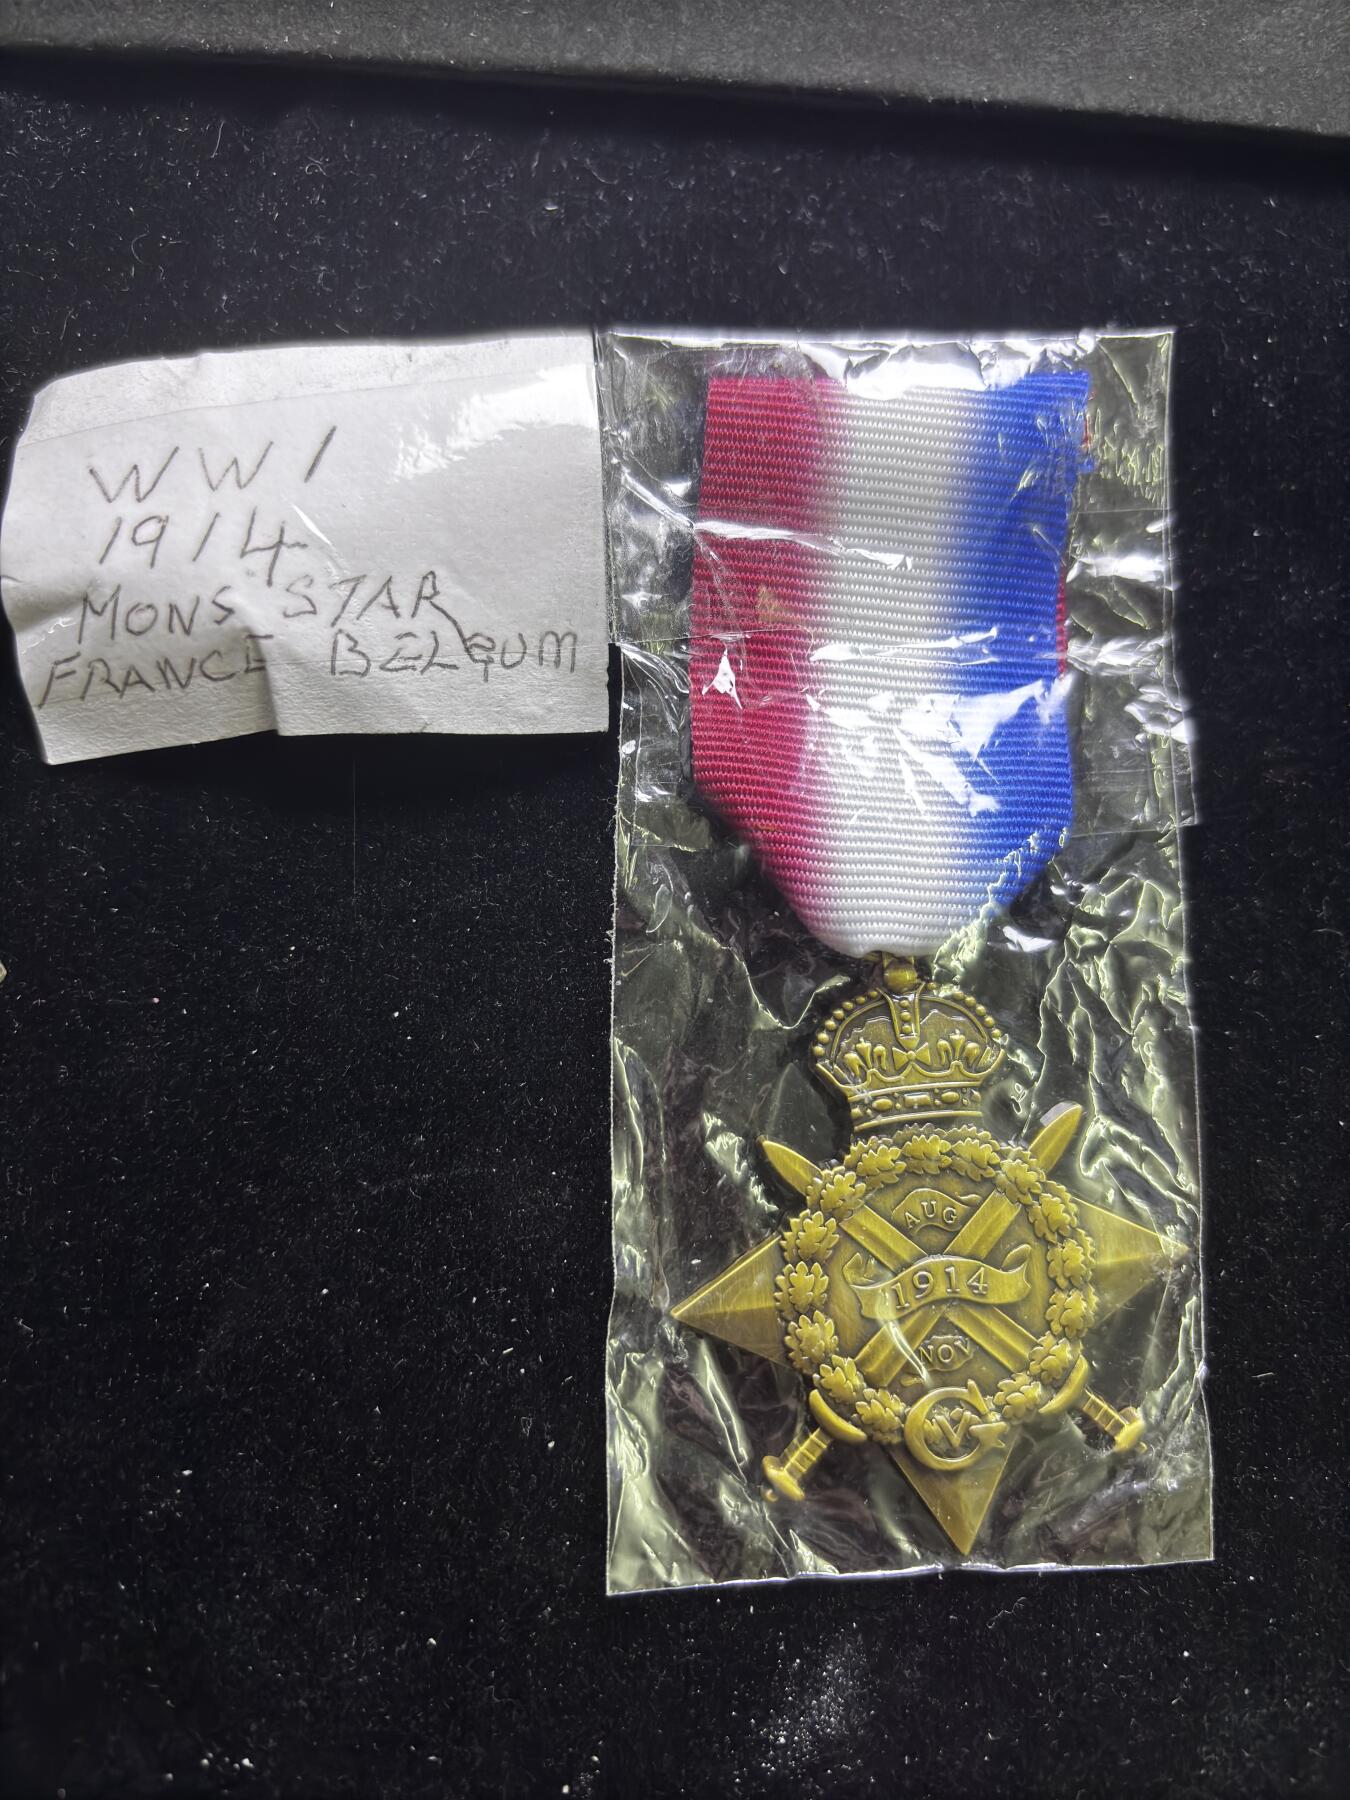 WW1
1914
MONS STAR
FRANCE BELGUM
AUG
1914
NOV
G
V